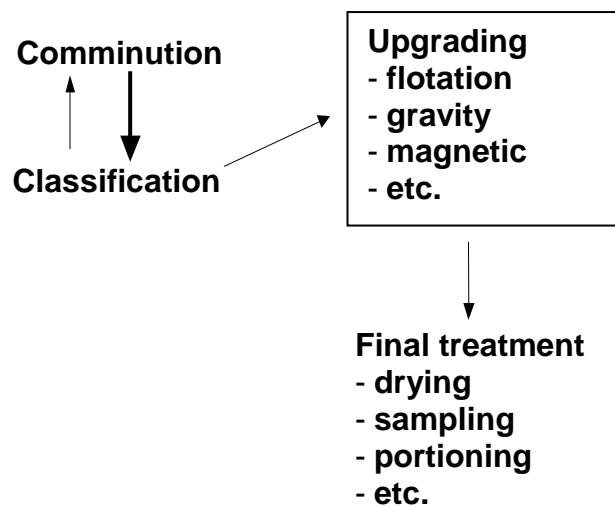 Comminution
Classification
Upgrading
- flotation
- gravity
- magnetic
- etc.
Final treatment
- drying
- sampling
- portioning
- etc.